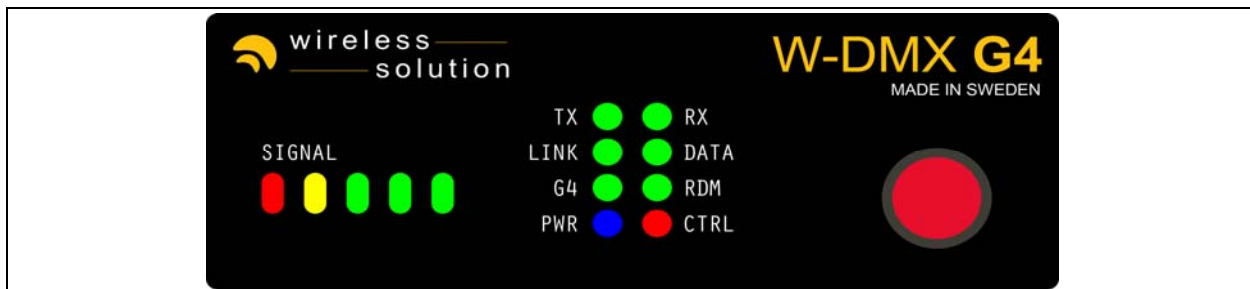 wireless
solution
W-DMX G4
MADE IN SWEDEN
SIGNAL
TX RX
LINK DATA
G4 RDM
PWR CTRL